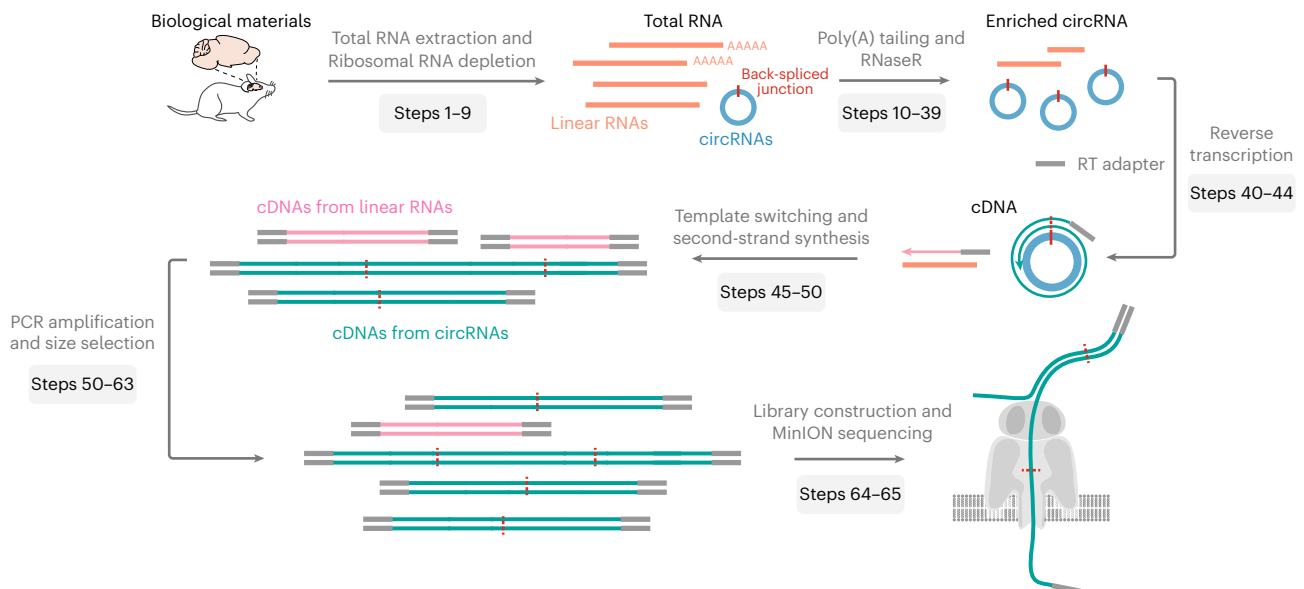 Biological materials
Total RNA extraction and
Ribosomal RNA depletion
Steps 1–9
Total RNA
AAAAA
AAAAA
Back-spliced
junction
Linear RNAs
circRNAs
Poly(A) tailing and
RNaseR
Steps 10–39
Enriched circRNA
Reverse
transcription
Steps 40–44
RT adapter
cDNA
Template switching and
second-strand synthesis
Steps 45–50
cDNAs from linear RNAs
cDNAs from circRNAs
PCR amplification
and size selection
Steps 50–63
Library construction and
MinION sequencing
Steps 64–65